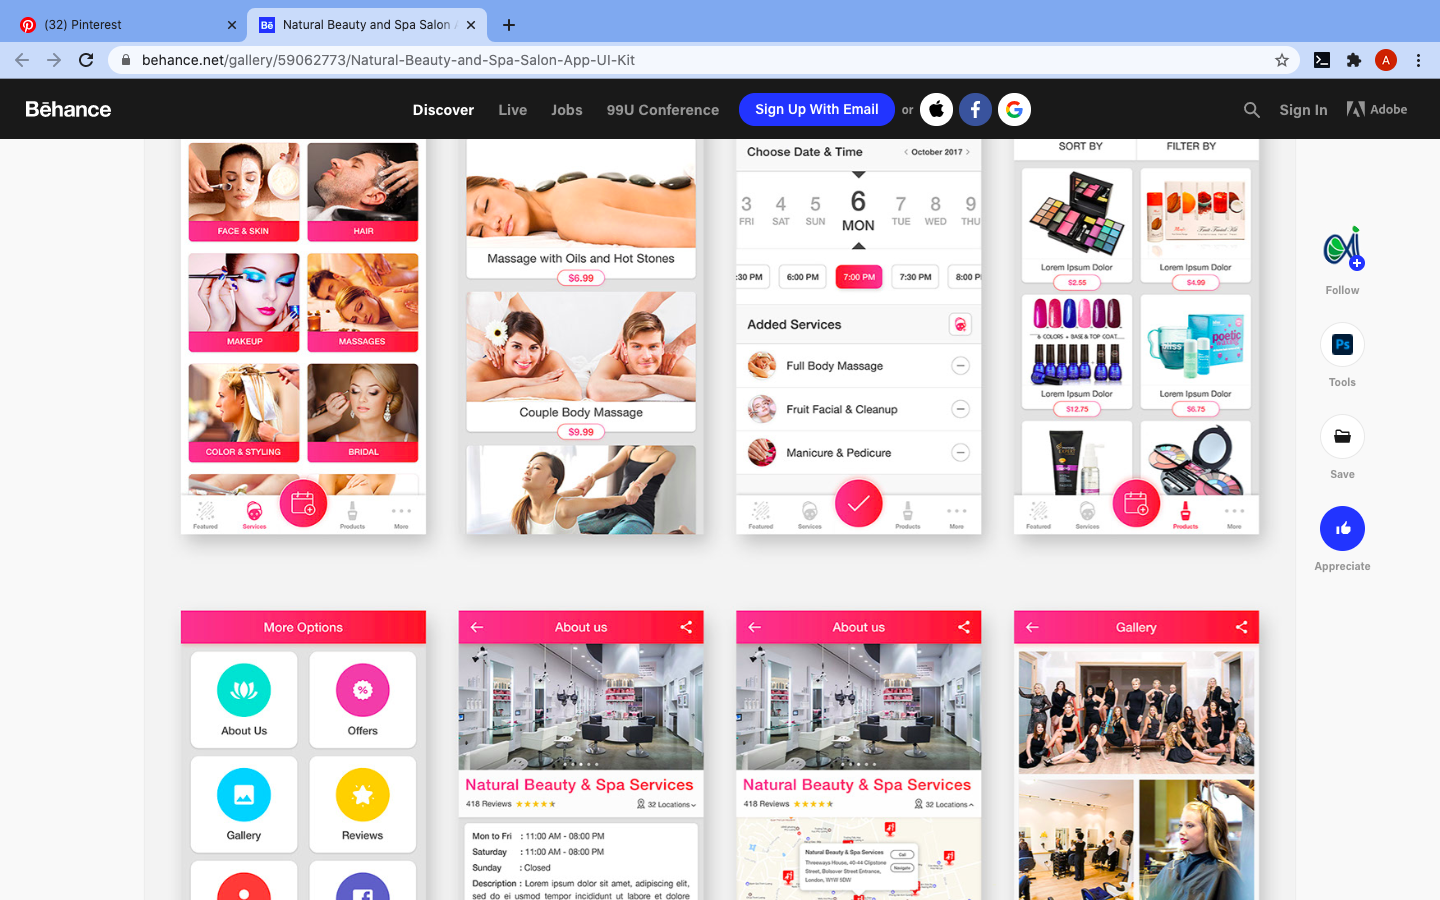 (32) Pinterest
Natural Beauty and Spa Salon A
behance.net/gallery/59062773/Natural-Beauty-and-Spa-Salon-App-UI-Kit
A
Bēhance
Discover
Live
Jobs
99U Conference
Sign Up With Email
or
Sign In
Adobe
FACE & SKIN
HAIR
MAKEUP
MASSAGES
COLOR & STYLING
BRIDAL
Featured
Services
Products
More
Massage with Oils and Hot Stones
$6.99
Couple Body Massage
$9.99
Choose Date & Time
October 2017
3 4 5 6 7 8 9
FRI SAT SUN MON TUE WED THU
:30 PM 6:00 PM 7:00 PM 7:30 PM 8:00 P
Added Services
Full Body Massage
Fruit Facial & Cleanup
Manicure & Pedicure
Featured
Services
Products
More
SORT BY
FILTER BY
Lorem Ipsum Dolor
$2.55
Lorem Ipsum Dolor
$4.99
6 COLORS + BASE & TOP COAT.....
Lorem Ipsum Dolor
$12.75
bliss
poetic
Lorem Ipsum Dolor
$6.75
Featured
Services
Products
More
Follow
Ps
Tools
Save
Appreciate
More Options
About Us
Offers
Gallery
Reviews
About us
Natural Beauty & Spa Services
418 Reviews
32 Locations
Mon to Fri : 11:00 AM - 08:00 PM
Saturday : 11:00 AM - 08:00 PM
Sunday : Closed
Description : Lorem ipsum dolor sit amet, adipiscing elit,
sed do ei usmod tempor incididunt ut labore et dolore
About us
Natural Beauty & Spa Services
418 Reviews
32 Locations
Natural Beauty & Spa Services
Threeways House, 40-44 Clipstone
Street, Bolsover Street Entrance,
London, W1W 5DW
Call
Navigate
Gallery